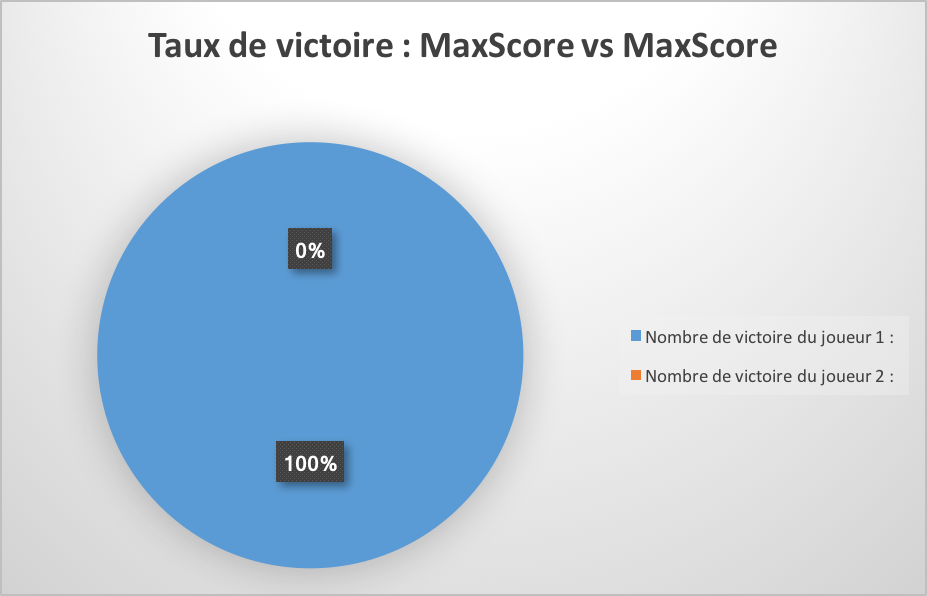 Taux de victoire : MaxScore vs MaxScore
0%
100%
Nombre de victoire du joueur 1 :
Nombre de victoire du joueur 2 :